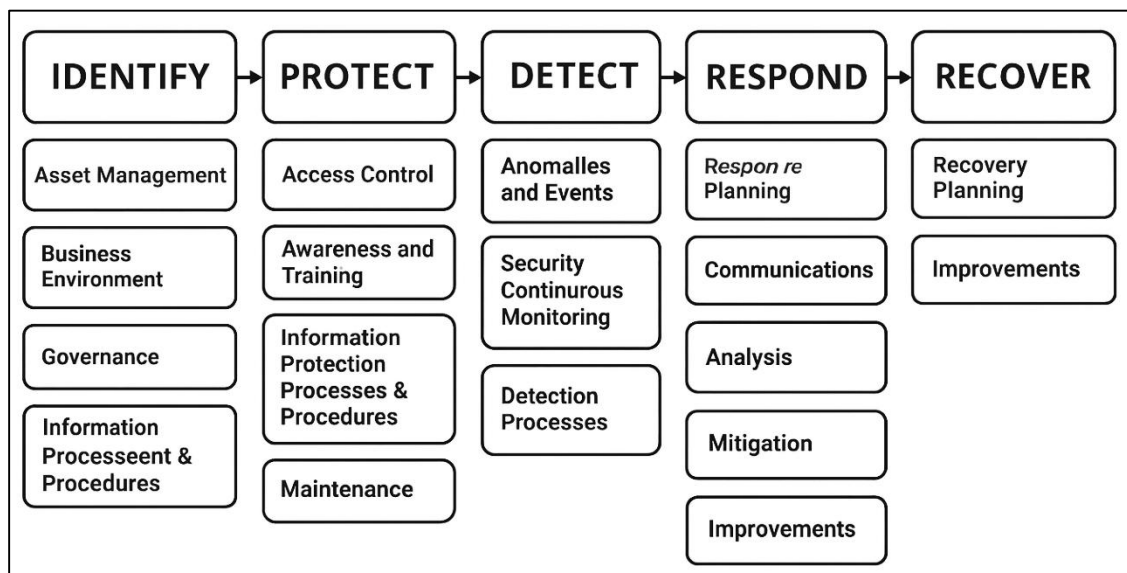 IDENTIFY
PROTECT
DETECT
RESPOND
RECOVER
Asset Management
Business
Environment
Governance
Information
Processeent &
Procedures
Access Control
Awareness and
Training
Information
Protection
Processes &
Procedures
Maintenance
Anomalles
and Events
Security
Continurous
Monitoring
Detection
Processes
Respon re
Planning
Communications
Analysis
Mitigation
Improvements
Recovery
Planning
Improvements